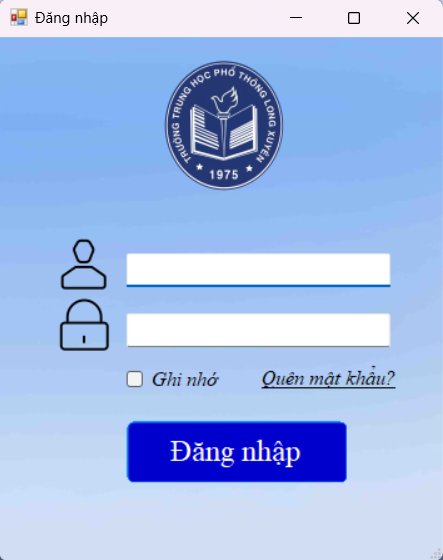 Đăng nhập
TRƯỜNG TRUNG HỌC PHỔ THÔNG LONG XUYÊN
1975
Ghi nhớ
Quên mật khẩu?
Đăng nhập